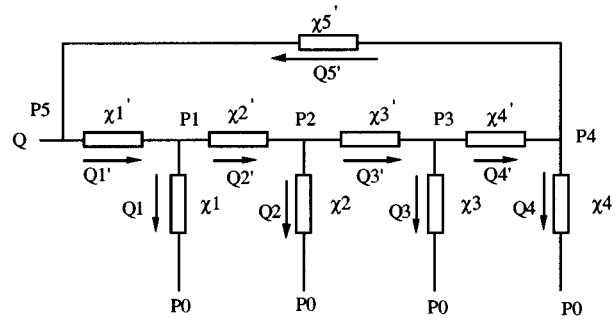 χ5'
Q5'
P5
χ1' P1 χ2' P2 χ3' P3 χ4' P4
Q
Q1' Q2' Q3' Q4'
Q1 χ1 Q2 χ2 Q3 χ3 Q4 χ4
P0 P0 P0 P0